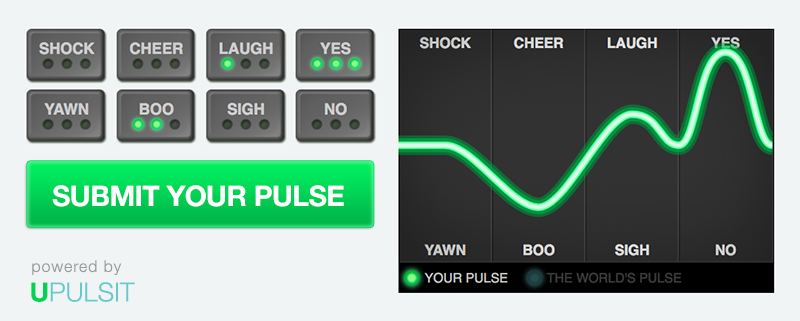 SHOCK CHEER LAUGH YES
YAWN BOO SIGH NO
SUBMIT YOUR PULSE
powered by
UPULSIT
SHOCK CHEER LAUGH YES
YAWN BOO SIGH NO
YOUR PULSE THE WORLD'S PULSE